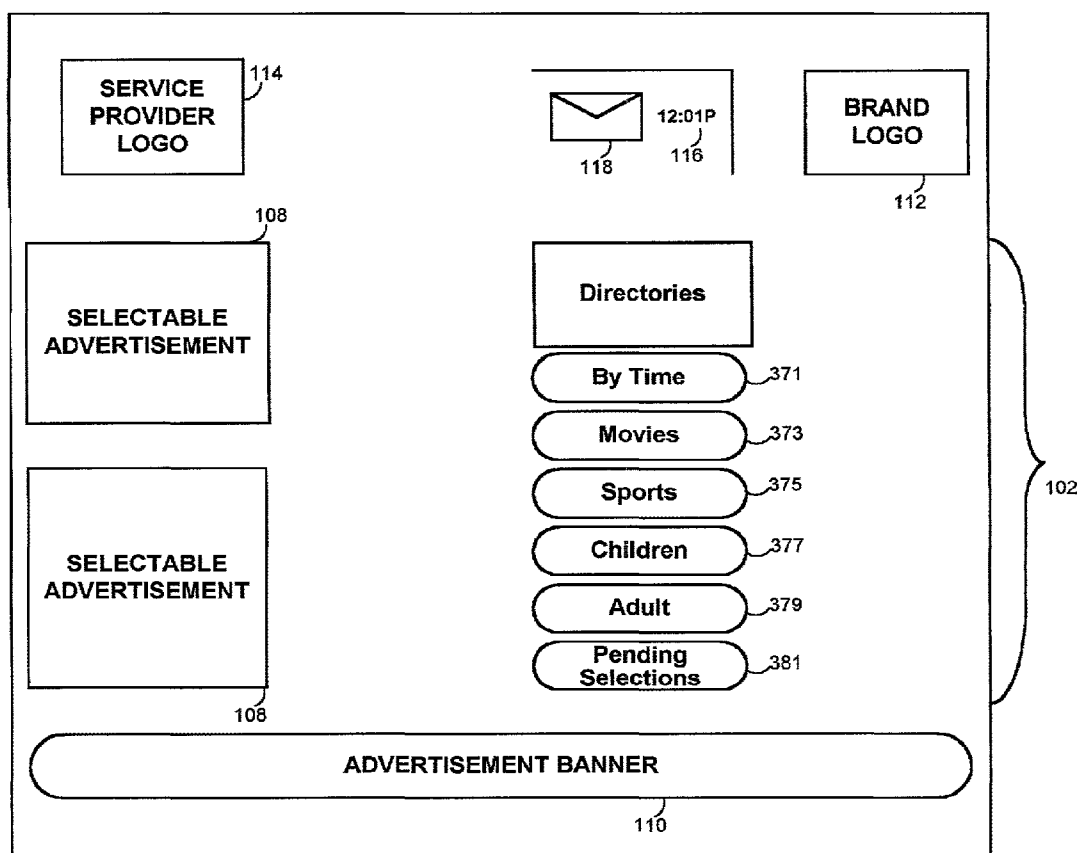 SERVICE
PROVIDER
LOGO
114
12:01P
116
118
BRAND
LOGO
112
108
SELECTABLE
ADVERTISEMENT
Directories
By Time
371
Movies
373
Sports
375
Children
377
Adult
379
Pending
Selections
381
102
SELECTABLE
ADVERTISEMENT
108
ADVERTISEMENT BANNER
110